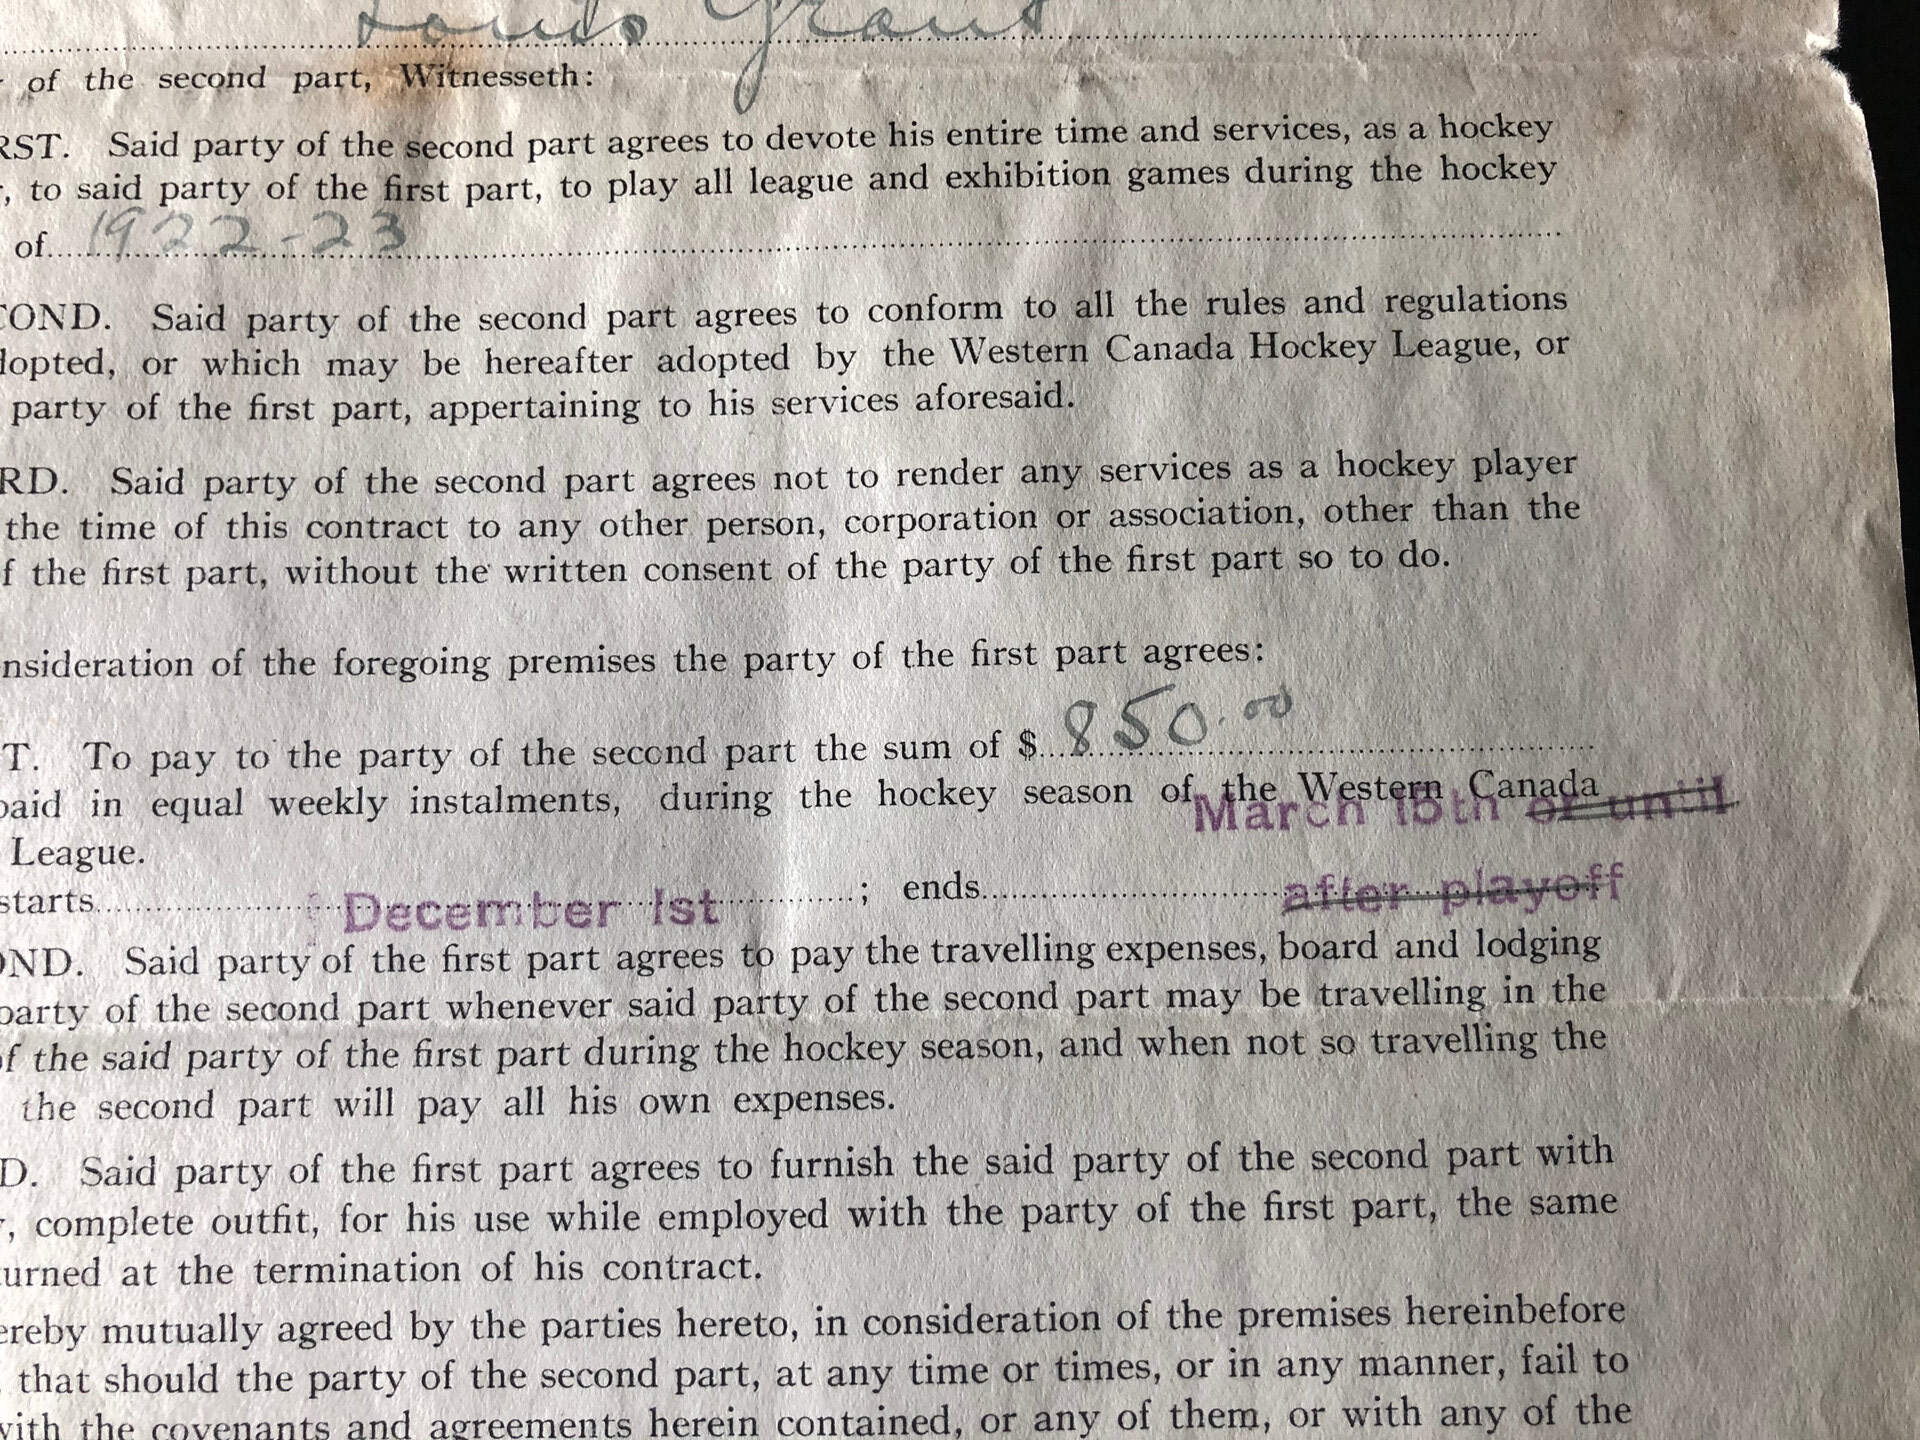 Louis Grant
of the second part, Witnesseth:
RST. Said party of the second part agrees to devote his entire time and services, as a hockey
, to said party of the first part, to play all league and exhibition games during the hockey
of 1922-23
COND. Said party of the second part agrees to conform to all the rules and regulations
dopted, or which may be hereafter adopted by the Western Canada Hockey League, or
party of the first part, appertaining to his services aforesaid.
RD. Said party of the second part agrees not to render any services as a hockey player
the time of this contract to any other person, corporation or association, other than the
f the first part, without the written consent of the party of the first part so to do.
nsideration of the foregoing premises the party of the first part agrees:
T. To pay to the party of the second part the sum of $ 850.00
paid in equal weekly instalments, during the hockey season of the Western Canada
March 15th or until
League.
starts December 1st ; ends after playoff
OND. Said party of the first part agrees to pay the travelling expenses, board and lodging
party of the second part whenever said party of the second part may be travelling in the
of the said party of the first part during the hockey season, and when not so travelling the
the second part will pay all his own expenses.
D. Said party of the first part agrees to furnish the said party of the second part with
, complete outfit, for his use while employed with the party of the first part, the same
turned at the termination of his contract.
ereby mutually agreed by the parties hereto, in consideration of the premises hereinbefore
that should the party of the second part, at any time or times, or in any manner, fail to
with the covenants and agreements herein contained, or any of them, or with any of the